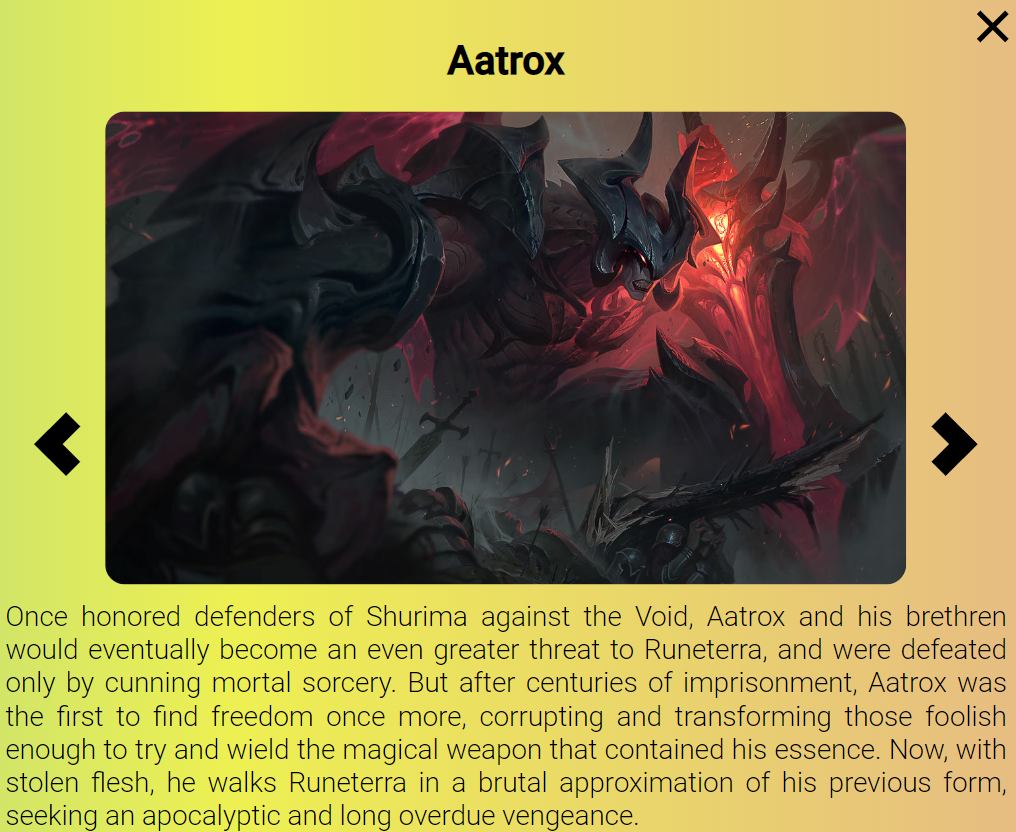 Aatrox
Once honored defenders of Shurima against the Void, Aatrox and his brethren
would eventually become an even greater threat to Runeterra, and were defeated
only by cunning mortal sorcery. But after centuries of imprisonment, Aatrox was
the first to find freedom once more, corrupting and transforming those foolish
enough to try and wield the magical weapon that contained his essence. Now, with
stolen flesh, he walks Runeterra in a brutal approximation of his previous form,
seeking an apocalyptic and long overdue vengeance.